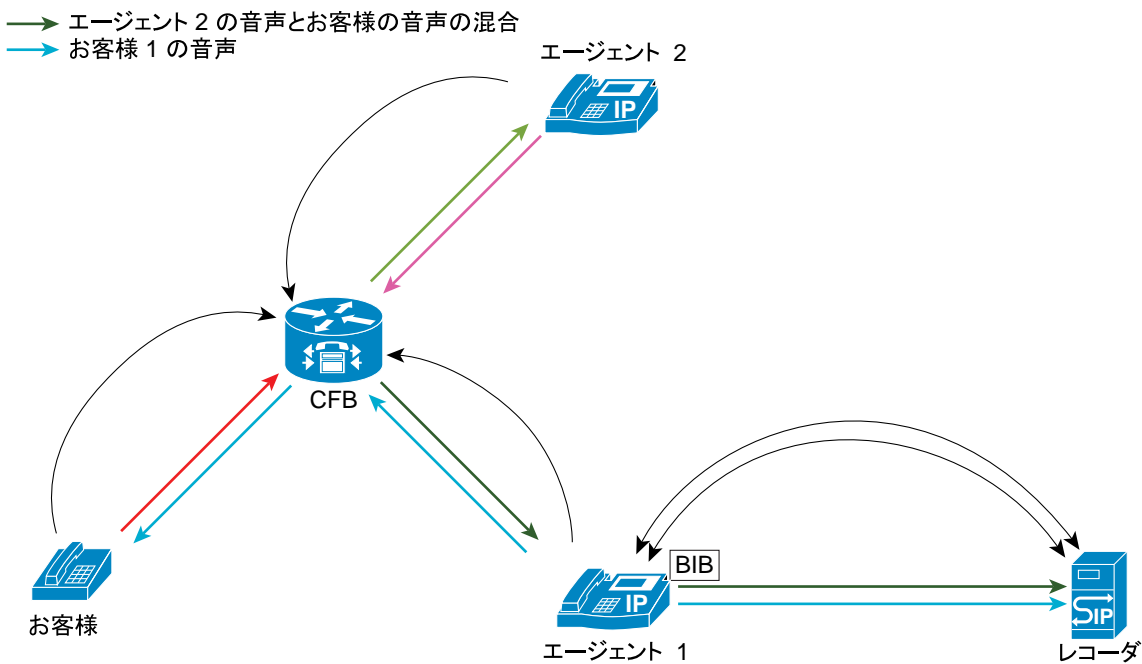 エージェント 2 の音声とお客様の音声の混合
お客様 1 の音声
エージェント 2
IP
CFB
お客様
BIB
IP
エージェント 1
SIP
レコーダ